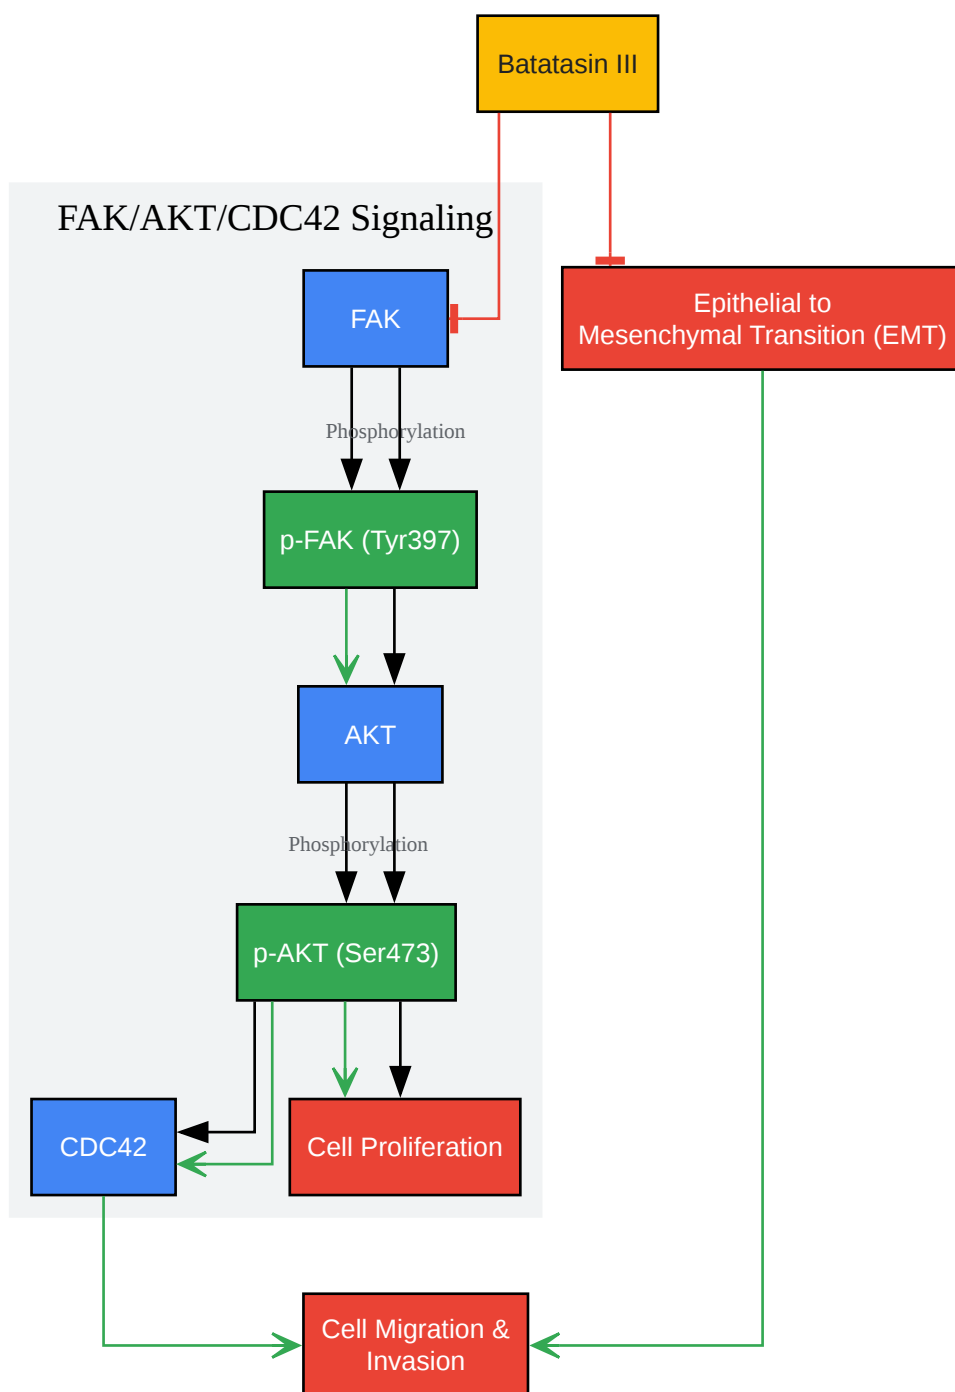 Batatasin III
FAK/AKT/CDC42 Signaling
FAK
Epithelial to
Mesenchymal Transition (EMT)
Phosphorylation
p-FAK (Tyr397)
AKT
Phosphorylation
p-AKT (Ser473)
CDC42
Cell Proliferation
Cell Migration &
Invasion